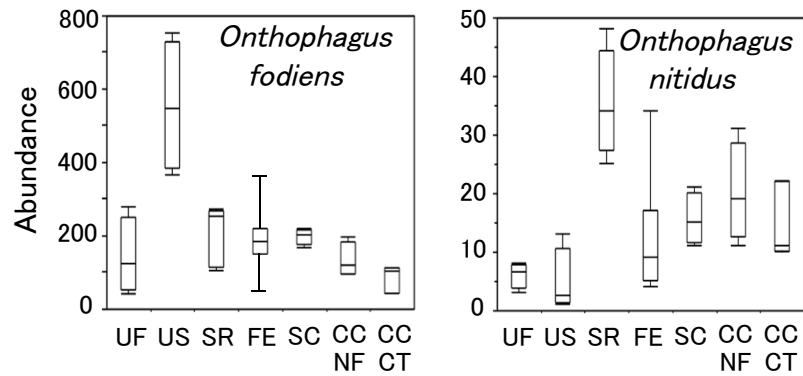 Abundance
800
600
400
200
0
Onthophagus
fodiens
UF US SR FE SC CC CC
NF CT
50
40
30
20
10
0
Onthophagus
nitidus
UF US SR FE SC CC CC
NF CT